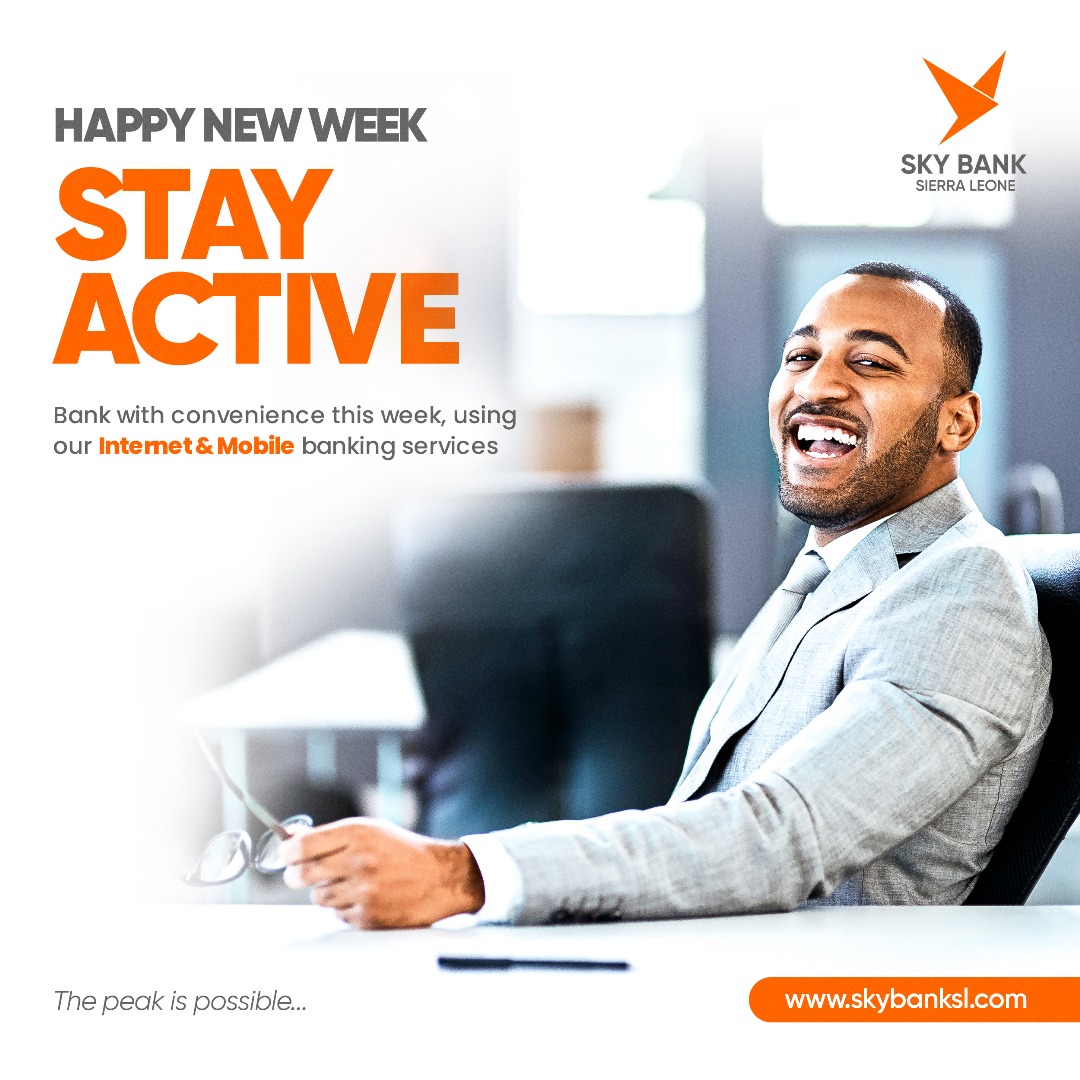 HAPPY NEW WEEK
STAY
ACTIVE
Bank with convenience this week, using
our Internet & Mobile banking services
SKY BANK
SIERRA LEONE
The peak is possible...
www.skybanksl.com